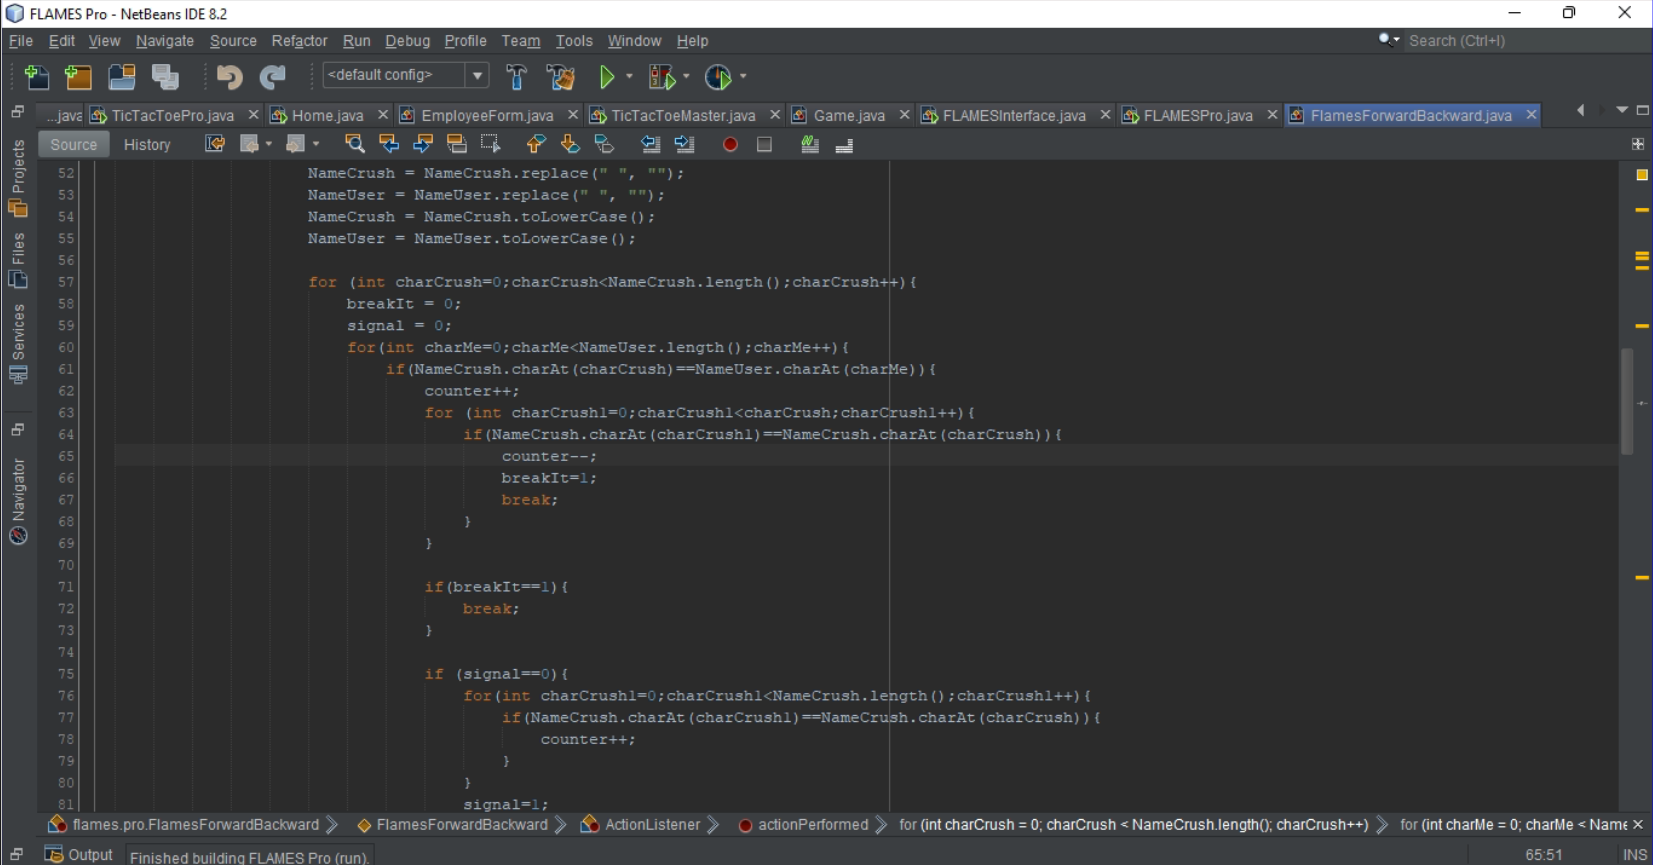 FLAMES Pro - NetBeans IDE 8.2
File Edit View Navigate Source Refactor Run Debug Profile Team Tools Window Help Search (Ctrl+I)
<default config>
...java TicTacToePro.java Home.java EmployeeForm.java TicTacToeMaster.java Game.java FLAMESInterface.java FLAMESPro.java FlamesForwardBackward.java
Source History
Projects
Files
Services
Navigator
52 NameCrush = NameCrush.replace(" ", "");
53 NameUser = NameUser.replace(" ", "");
54 NameCrush = NameCrush.toLowerCase();
55 NameUser = NameUser.toLowerCase();
56
57 for (int charCrush=0;charCrush<NameCrush.length();charCrush++){
58 breakIt = 0;
59 signal = 0;
60 for(int charMe=0;charMe<NameUser.length();charMe++){
61 if(NameCrush.charAt(charCrush)==NameUser.charAt(charMe)){
62 counter++;
63 for (int charCrush1=0;charCrush1<charCrush;charCrush1++){
64 if(NameCrush.charAt(charCrush1)==NameCrush.charAt(charCrush)){
65 counter--;
66 breakIt=1;
67 break;
68 }
69 }
70
71 if(breakIt==1){
72 break;
73 }
74
75 if (signal==0){
76 for(int charCrush1=0;charCrush1<NameCrush.length();charCrush1++){
77 if(NameCrush.charAt(charCrush1)==NameCrush.charAt(charCrush)){
78 counter++;
79 }
80 }
81 signal=1;
flames.pro.FlamesForwardBackward FlamesForwardBackward ActionListener actionPerformed for (int charCrush = 0; charCrush < NameCrush.length(); charCrush++) for (int charMe = 0; charMe < Name
Output Finished building FLAMES Pro (run). 65:51 INS